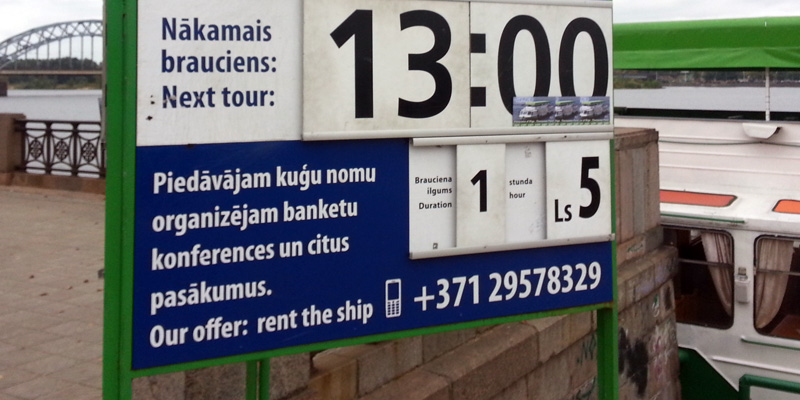 Nākamais
brauciens:
Next tour:
13:00
Piedāvājam kuģu nomu
organizējam banketu
konferences un citus
pasākumus.
Our offer: rent the ship
Brauciena
ilgums
Duration
1
stunda
hour
Ls 5
+371 29578329